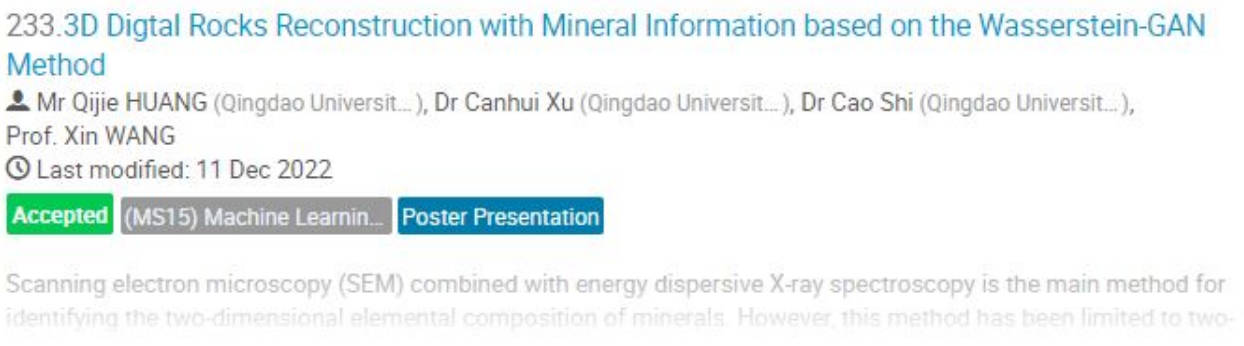 233.3D Digtal Rocks Reconstruction with Mineral Information based on the Wasserstein-GAN
Method
Mr Qijie HUANG (Qingdao Universit...), Dr Canhui Xu (Qingdao Universit...), Dr Cao Shi (Qingdao Universit...),
Prof. Xin WANG
Last modified: 11 Dec 2022
Accepted (MS15) Machine Learnin... Poster Presentation
Scanning electron microscopy (SEM) combined with energy dispersive X-ray spectroscopy is the main method for
identifying the two-dimensional elemental composition of minerals. However, this method has been limited to two-